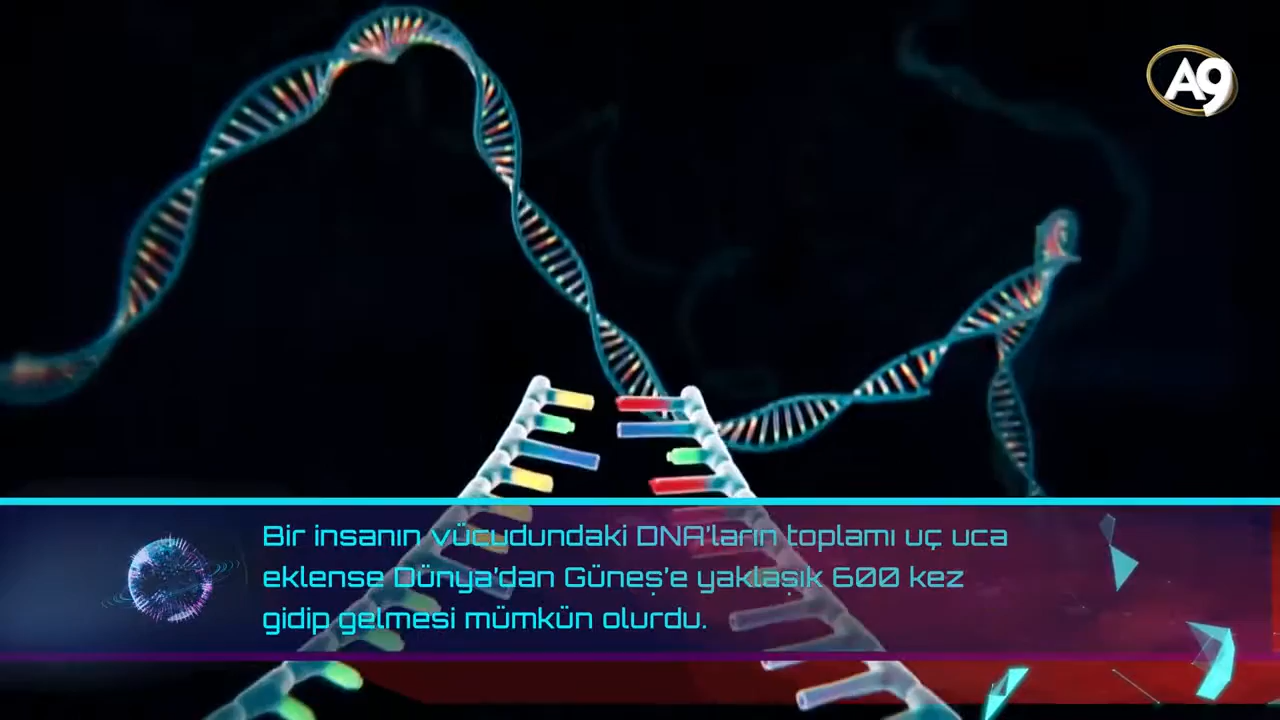 A9
Bir insanın vücudundaki DNA'ların toplamı uç uca
eklense Dünya'dan Güneş'e yaklaşık 600 kez
gidip gelmesi mümkün olurdu.